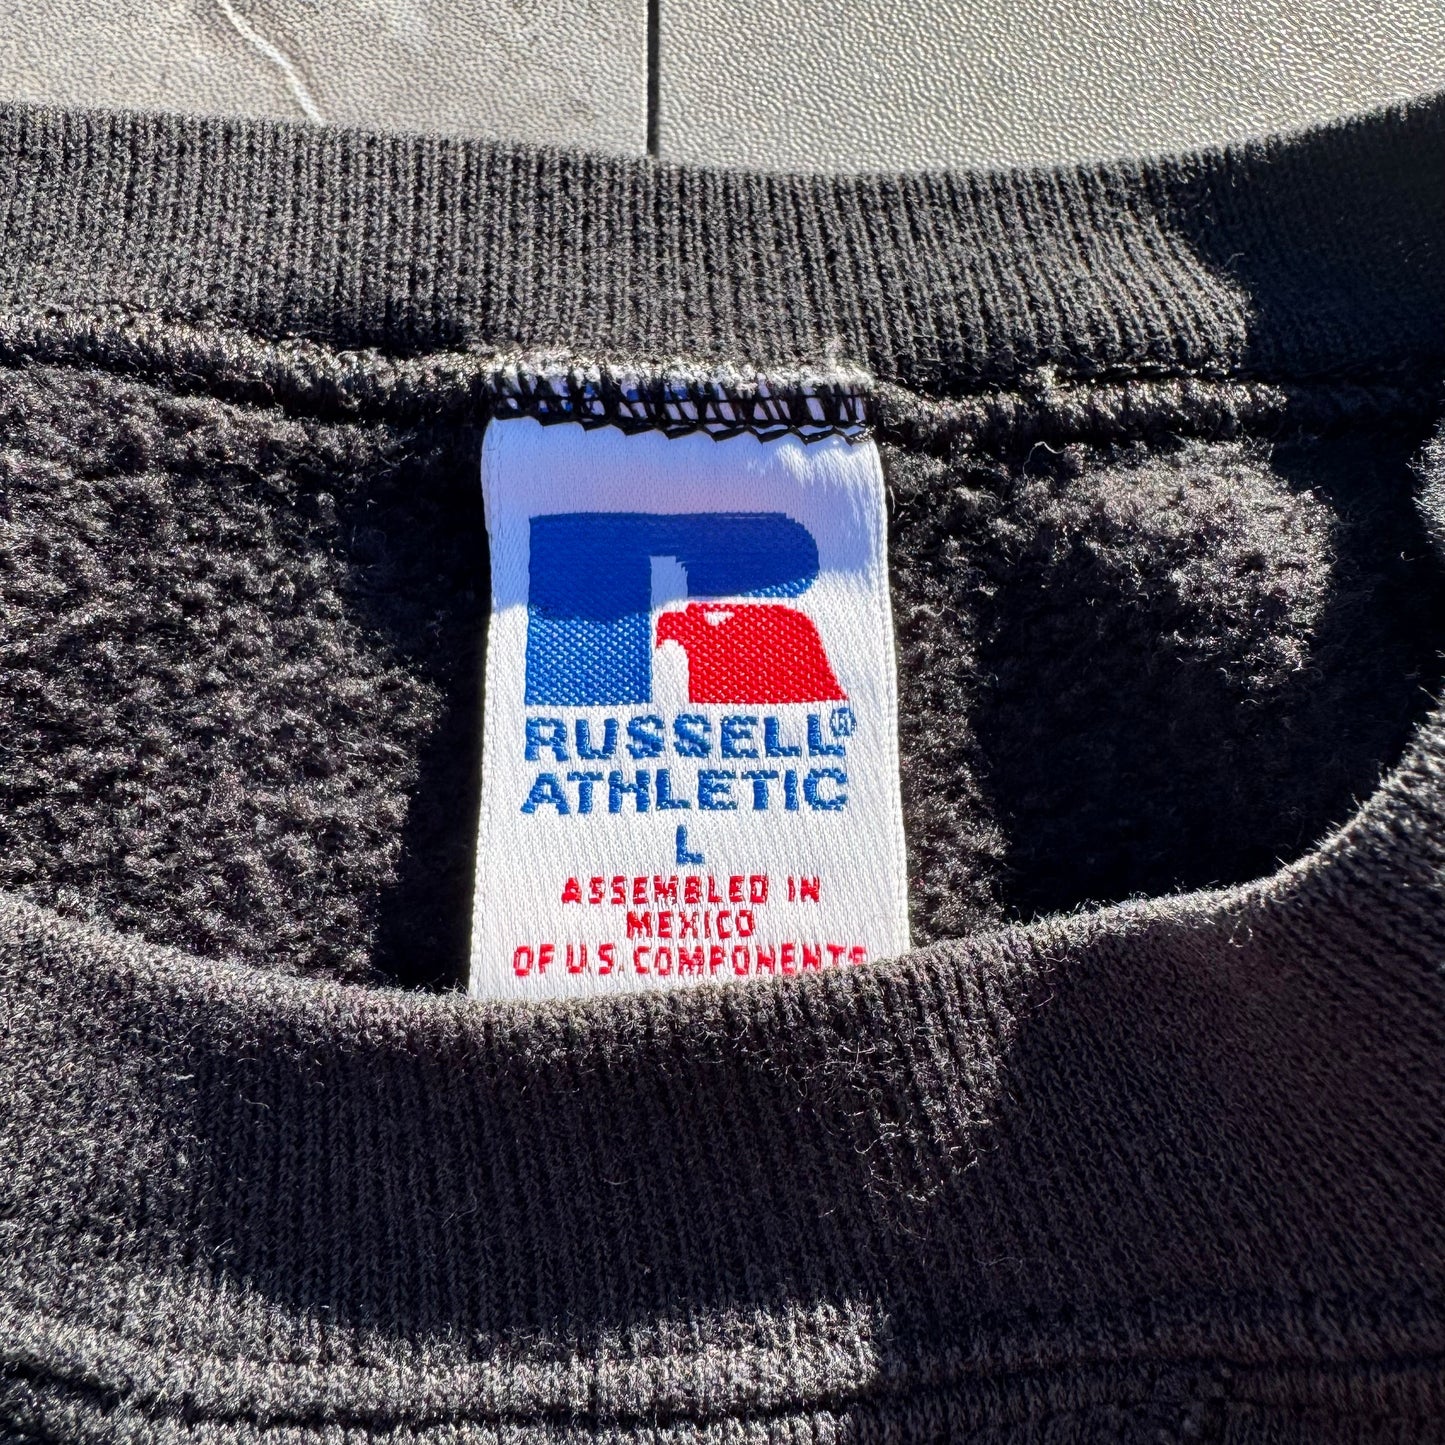 RUSSELL®
ATHLETIC
L
ASSEMBLED IN
MEXICO
OF U.S. COMPONENTS